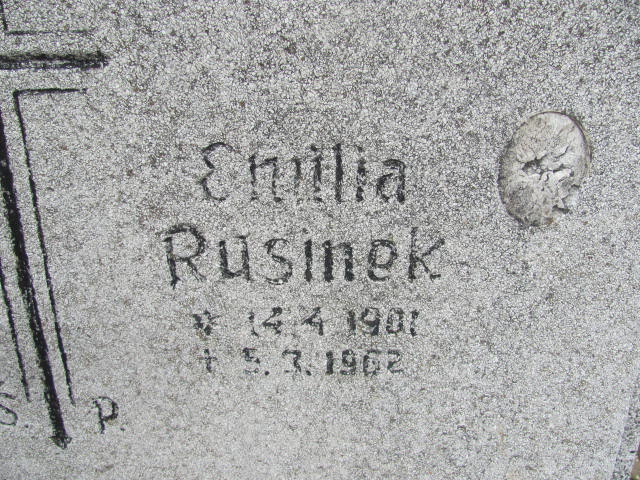 Emilia
Rusinek
* 14.4 1901
+ 5.3.1962
S. P.